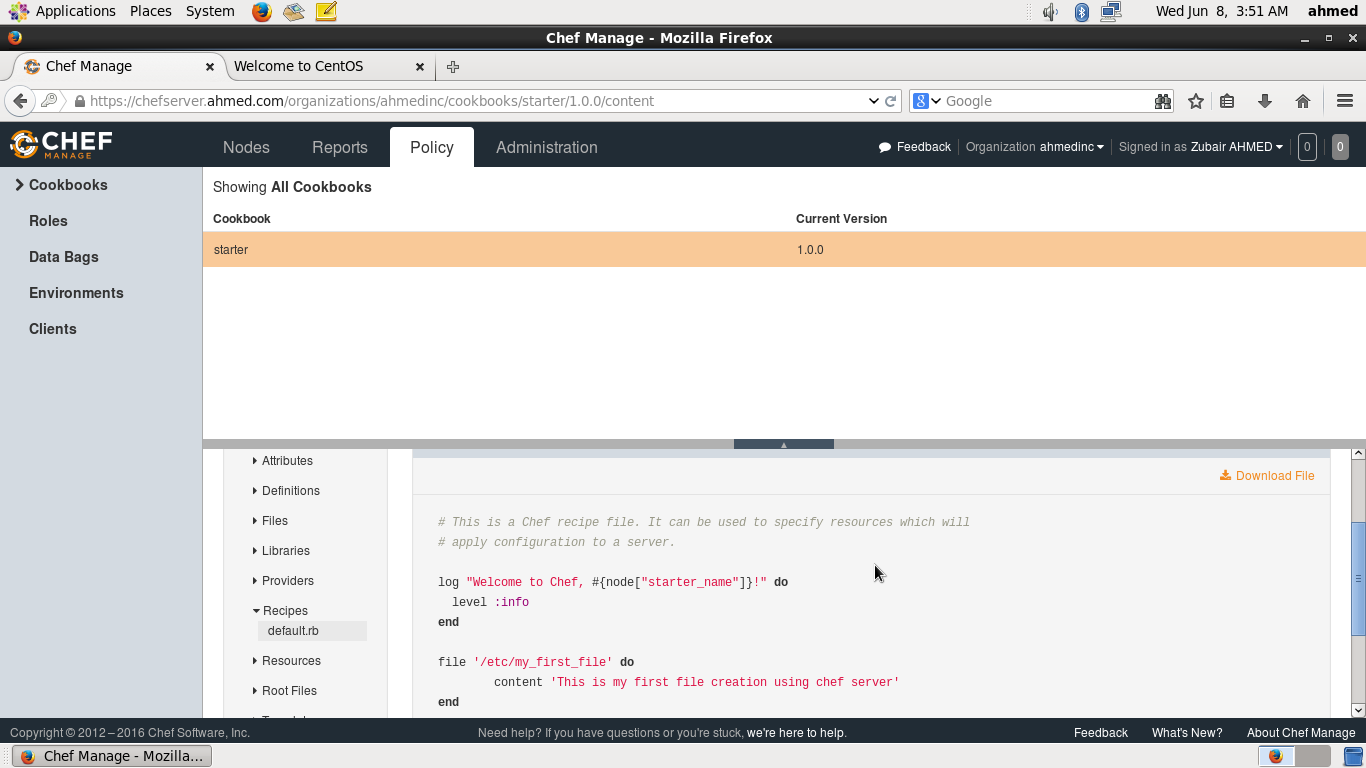 Applications Places System Wed Jun 8, 3:51 AM ahmed
Chef Manage - Mozilla Firefox
Chef Manage Welcome to CentOS
https://chefserver.ahmed.com/organizations/ahmedinc/cookbooks/starter/1.0.0/content 8 Google
CHEF
MANAGE
Nodes Reports Policy Administration Feedback Organization ahmedinc Signed in as Zubair AHMED 0 0
Cookbooks
Roles
Data Bags
Environments
Clients
Showing All Cookbooks
Cookbook Current Version
starter 1.0.0
Attributes
Definitions
Files
Libraries
Providers
Recipes
default.rb
Resources
Root Files
Download File
# This is a Chef recipe file. It can be used to specify resources which will
# apply configuration to a server.
log "Welcome to Chef, #{node["starter_name"]}!" do
level :info
end
file '/etc/my_first_file' do
content 'This is my first file creation using chef server'
end
Copyright © 2012–2016 Chef Software, Inc. Need help? If you have questions or you're stuck, we're here to help. Feedback What's New? About Chef Manage
Chef Manage - Mozilla...